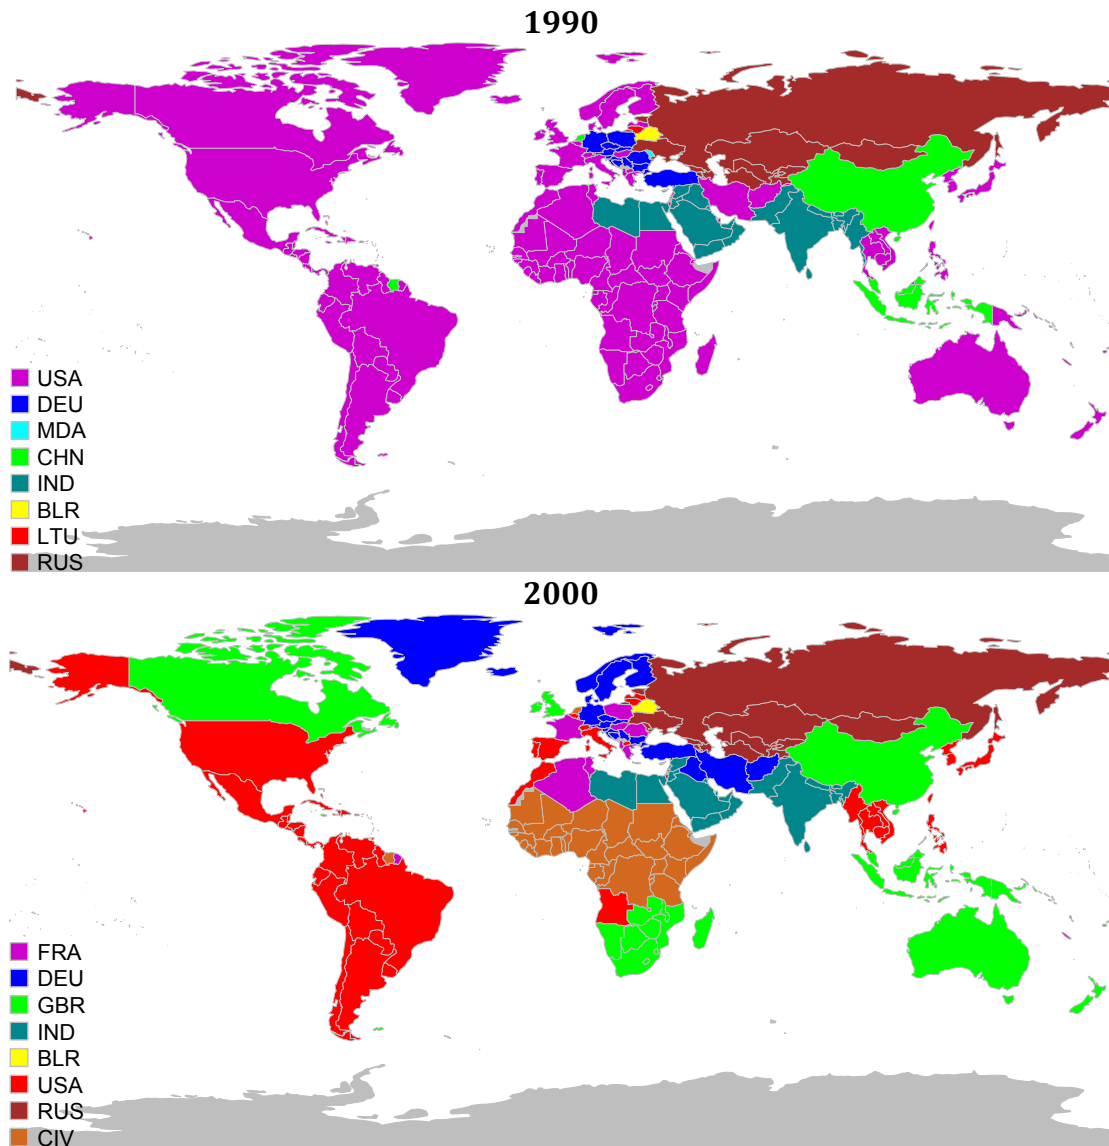 1990
USA
DEU
MDA
CHN
IND
BLR
LTU
RUS
2000
FRA
DEU
GBR
IND
BLR
USA
RUS
CIV